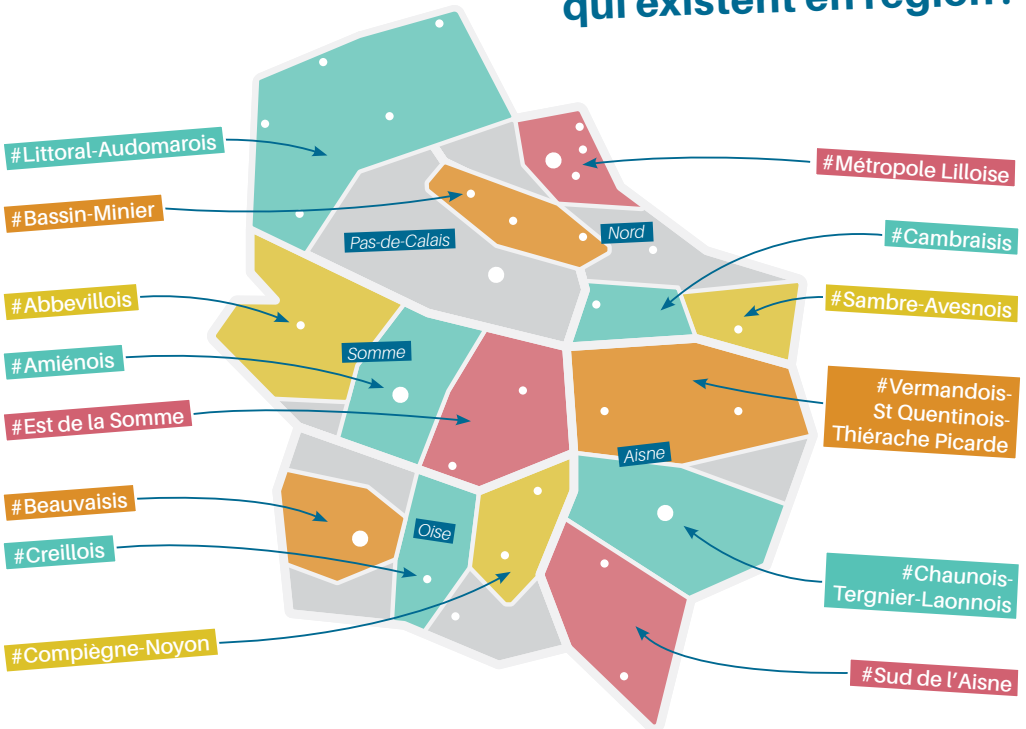 qui existent en région ?
#Littoral-Audomarois
#Bassin-Minier
#Abbevillois
#Amiénois
#Est de la Somme
#Beauvaisis
#Creillois
#Compiègne-Noyon
Pas-de-Calais
Nord
Somme
Aisne
Oise
#Métropole Lilloise
#Cambraisis
#Sambre-Avesnois
#Vermandois-
St Quentinois-
Thiérache Picarde
#Chaunois-
Tergnier-Laonnois
#Sud de l'Aisne